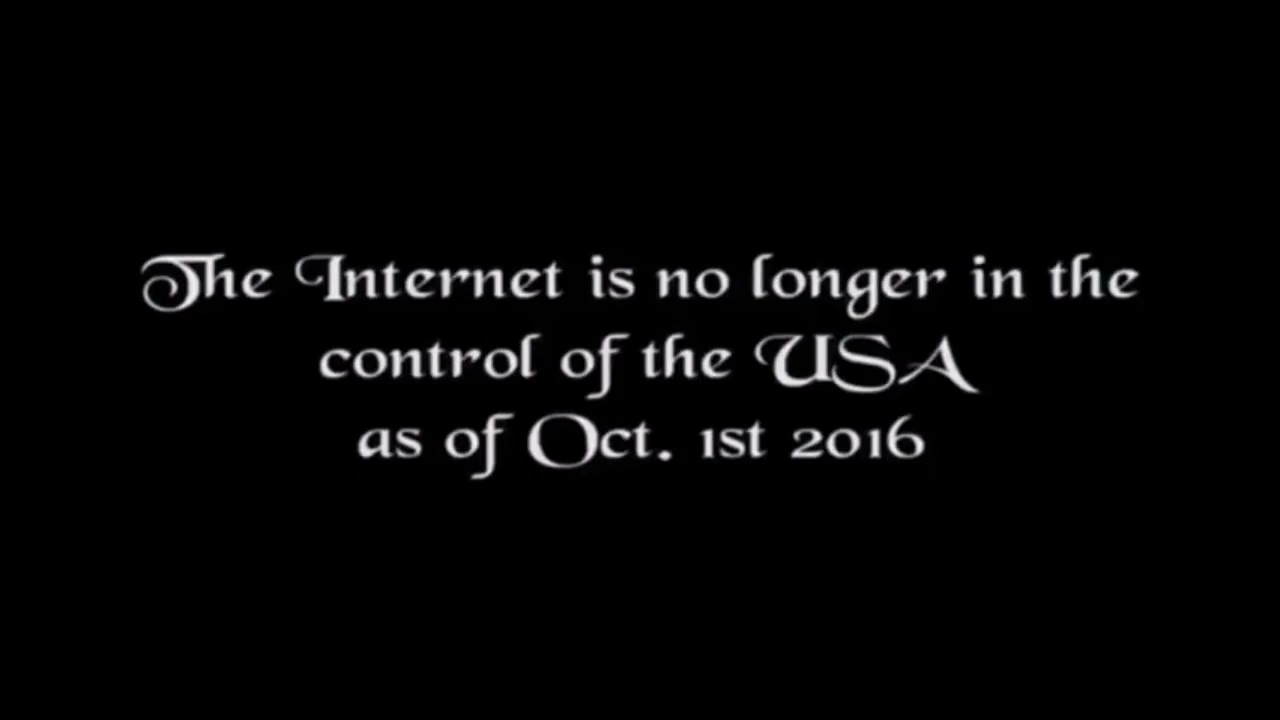 The Internet is no longer in the
control of the USA
as of Oct. 1st 2016